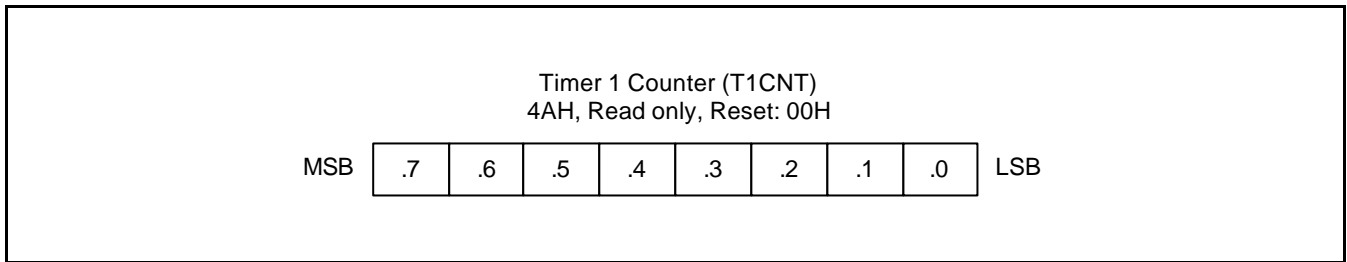 Timer 1 Counter (T1CNT)
4AH, Read only, Reset: 00H
MSB .7 .6 .5 .4 .3 .2 .1 .0 LSB